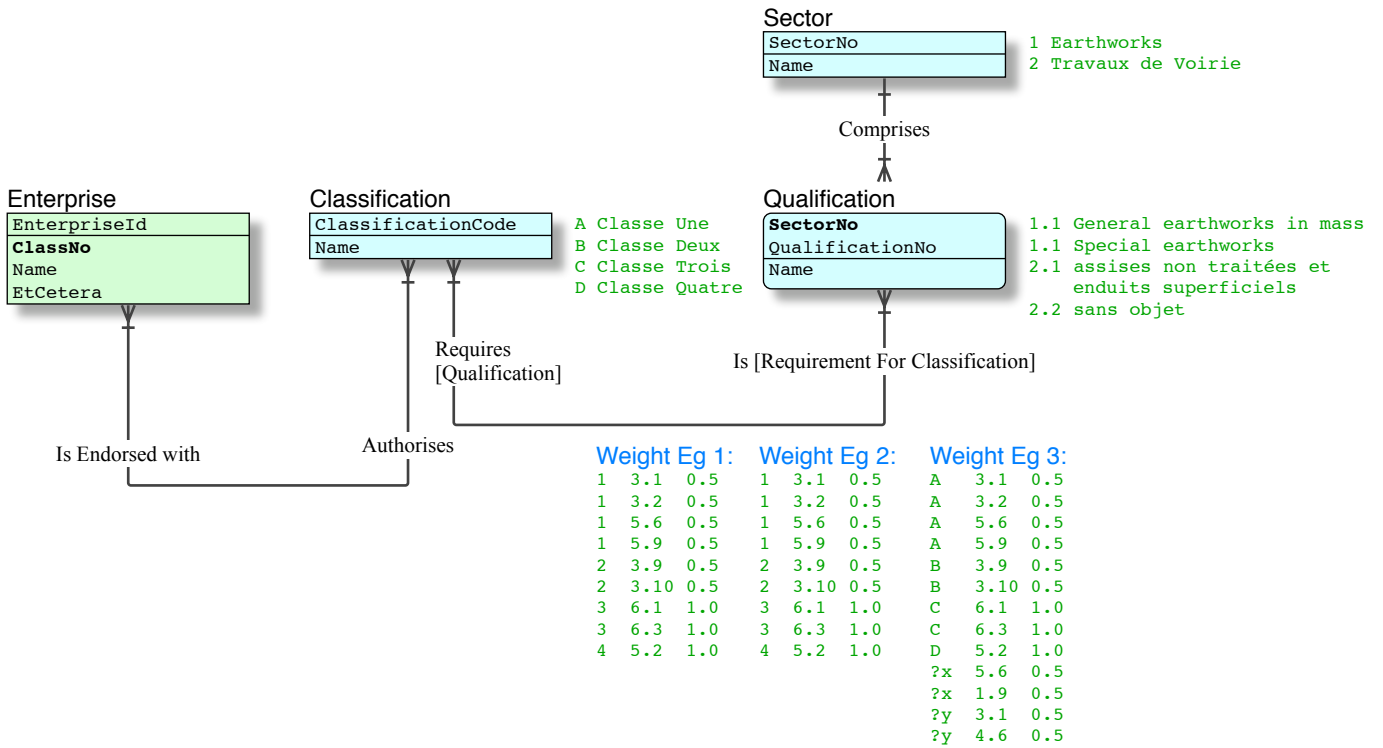 Sector
SectorNo
Name
1 Earthworks
2 Travaux de Voirie
Comprises
Enterprise
EnterpriseId
ClassNo
Name
EtCetera
Classification
ClassificationCode
Name
A Classe Une
B Classe Deux
C Classe Trois
D Classe Quatre
Qualification
SectorNo
QualificationNo
Name
1.1 General earthworks in mass
1.1 Special earthworks
2.1 assises non traitées et
enduits superficiels
2.2 sans objet
Requires
[Qualification]
Is [Requirement For Classification]
Is Endorsed with
Authorises
Weight Eg 1:
1 3.1 0.5
1 3.2 0.5
1 5.6 0.5
1 5.9 0.5
2 3.9 0.5
2 3.10 0.5
3 6.1 1.0
3 6.3 1.0
4 5.2 1.0
Weight Eg 2:
1 3.1 0.5
1 3.2 0.5
1 5.6 0.5
1 5.9 0.5
2 3.9 0.5
2 3.10 0.5
3 6.1 1.0
3 6.3 1.0
4 5.2 1.0
Weight Eg 3:
A 3.1 0.5
A 3.2 0.5
A 5.6 0.5
A 5.9 0.5
B 3.9 0.5
B 3.10 0.5
C 6.1 1.0
C 6.3 1.0
D 5.2 1.0
?x 5.6 0.5
?x 1.9 0.5
?y 3.1 0.5
?y 4.6 0.5